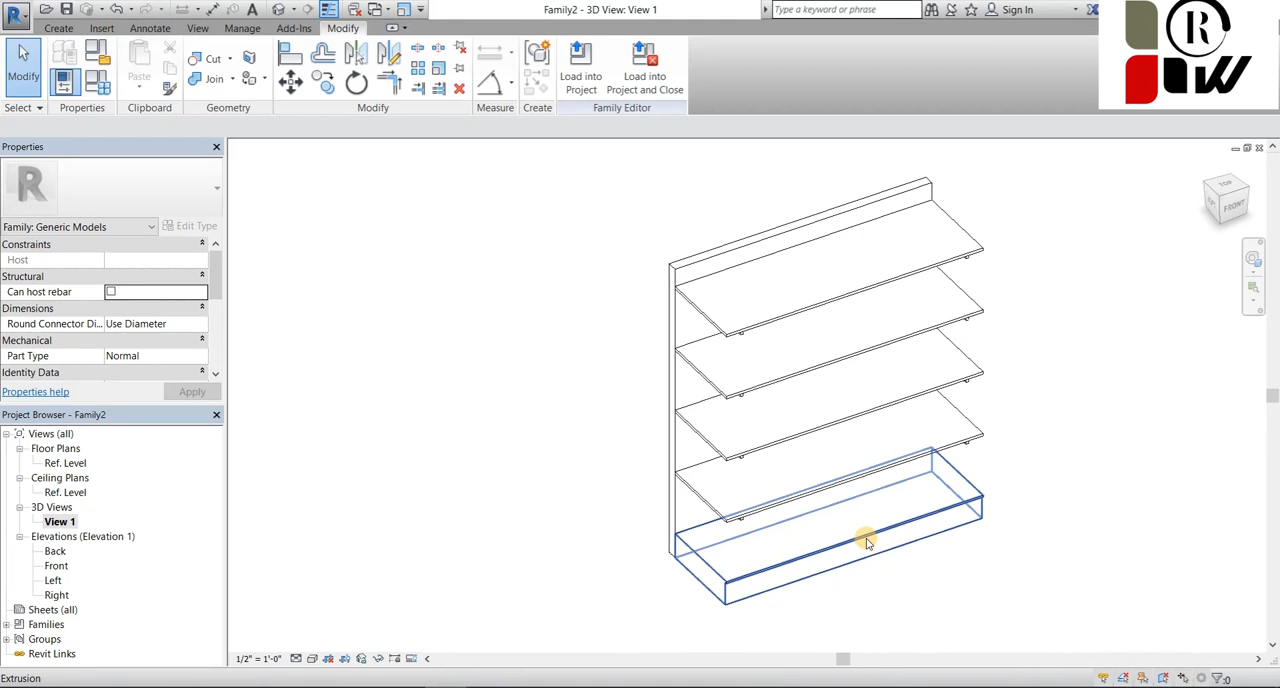 Family2 - 3D View: View 1
Type a keyword or phrase
Sign In
Create
Insert
Annotate
View
Manage
Add-Ins
Modify
Modify
Paste
Cut
Join
Load into
Project
Load into
Project and Close
Select
Properties
Clipboard
Geometry
Modify
Measure
Create
Family Editor
R
Properties
R
Family: Generic Models
Edit Type
Constraints
Host
Structural
Can host rebar
Dimensions
Round Connector Di...
Use Diameter
Mechanical
Part Type
Normal
Identity Data
Properties help
Apply
TOP
FRONT
Project Browser - Family2
Views (all)
Floor Plans
Ref. Level
Ceiling Plans
Ref. Level
3D Views
View 1
Elevations (Elevation 1)
Back
Front
Left
Right
Sheets (all)
Families
Groups
Revit Links
1/2" = 1'-0"
Extrusion
:0